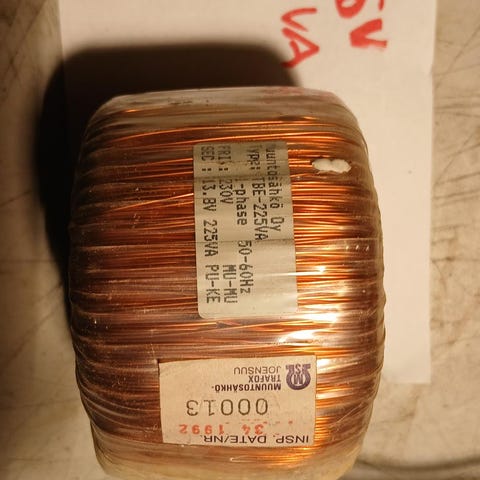 Muuntosähkö Oy
Type: TBE-225VA
1-phase 50-60Hz
PRI: 230V MU-MU
SEC: 13.8V 225VA PU-KE
MUUNTOSÄHKÖ-
TRAFOX
JOENSUU
00013
34 1992
INSP. DATE/NR.
V
VA